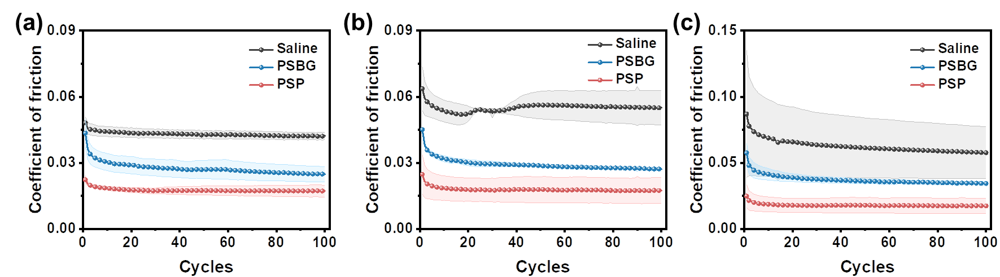 (a)
Coefficient of friction
0.09
0.06
0.03
0.00
Saline
PSBG
PSP
0 20 40 60 80 100
Cycles
(b)
Coefficient of friction
0.09
0.06
0.03
0.00
Saline
PSBG
PSP
0 20 40 60 80 100
Cycles
(c)
Coefficient of friction
0.15
0.10
0.05
0.00
Saline
PSBG
PSP
0 20 40 60 80 100
Cycles